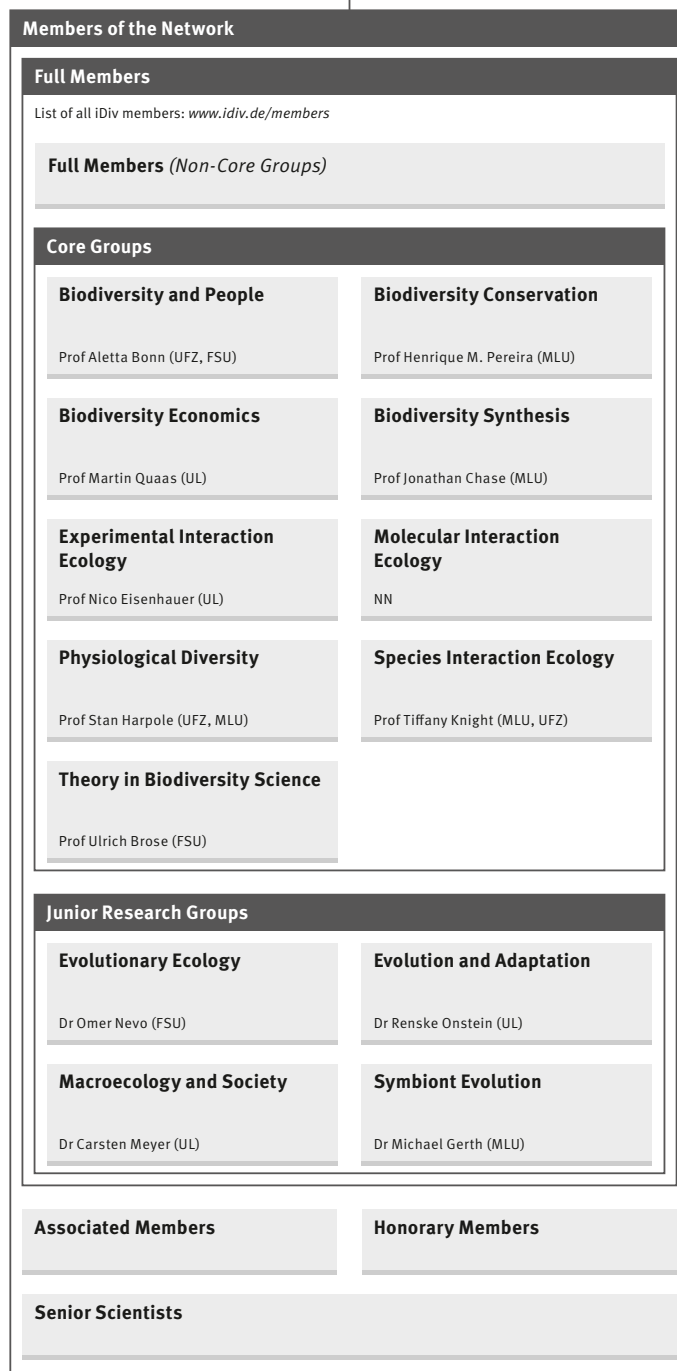 Members of the Network
Full Members
List of all iDiv members: www.idiv.de/members
Full Members (Non-Core Groups)
Core Groups
Biodiversity and People
Prof Aletta Bonn (UFZ, FSU)
Biodiversity Conservation
Prof Henrique M. Pereira (MLU)
Biodiversity Economics
Prof Martin Quaas (UL)
Biodiversity Synthesis
Prof Jonathan Chase (MLU)
Experimental Interaction
Ecology
Prof Nico Eisenhauer (UL)
Molecular Interaction
Ecology
NN
Physiological Diversity
Prof Stan Harpole (UFZ, MLU)
Species Interaction Ecology
Prof Tiffany Knight (MLU, UFZ)
Theory in Biodiversity Science
Prof Ulrich Brose (FSU)
Junior Research Groups
Evolutionary Ecology
Dr Omer Nevo (FSU)
Evolution and Adaptation
Dr Renske Onstein (UL)
Macroecology and Society
Dr Carsten Meyer (UL)
Symbiont Evolution
Dr Michael Gerth (MLU)
Associated Members
Honorary Members
Senior Scientists